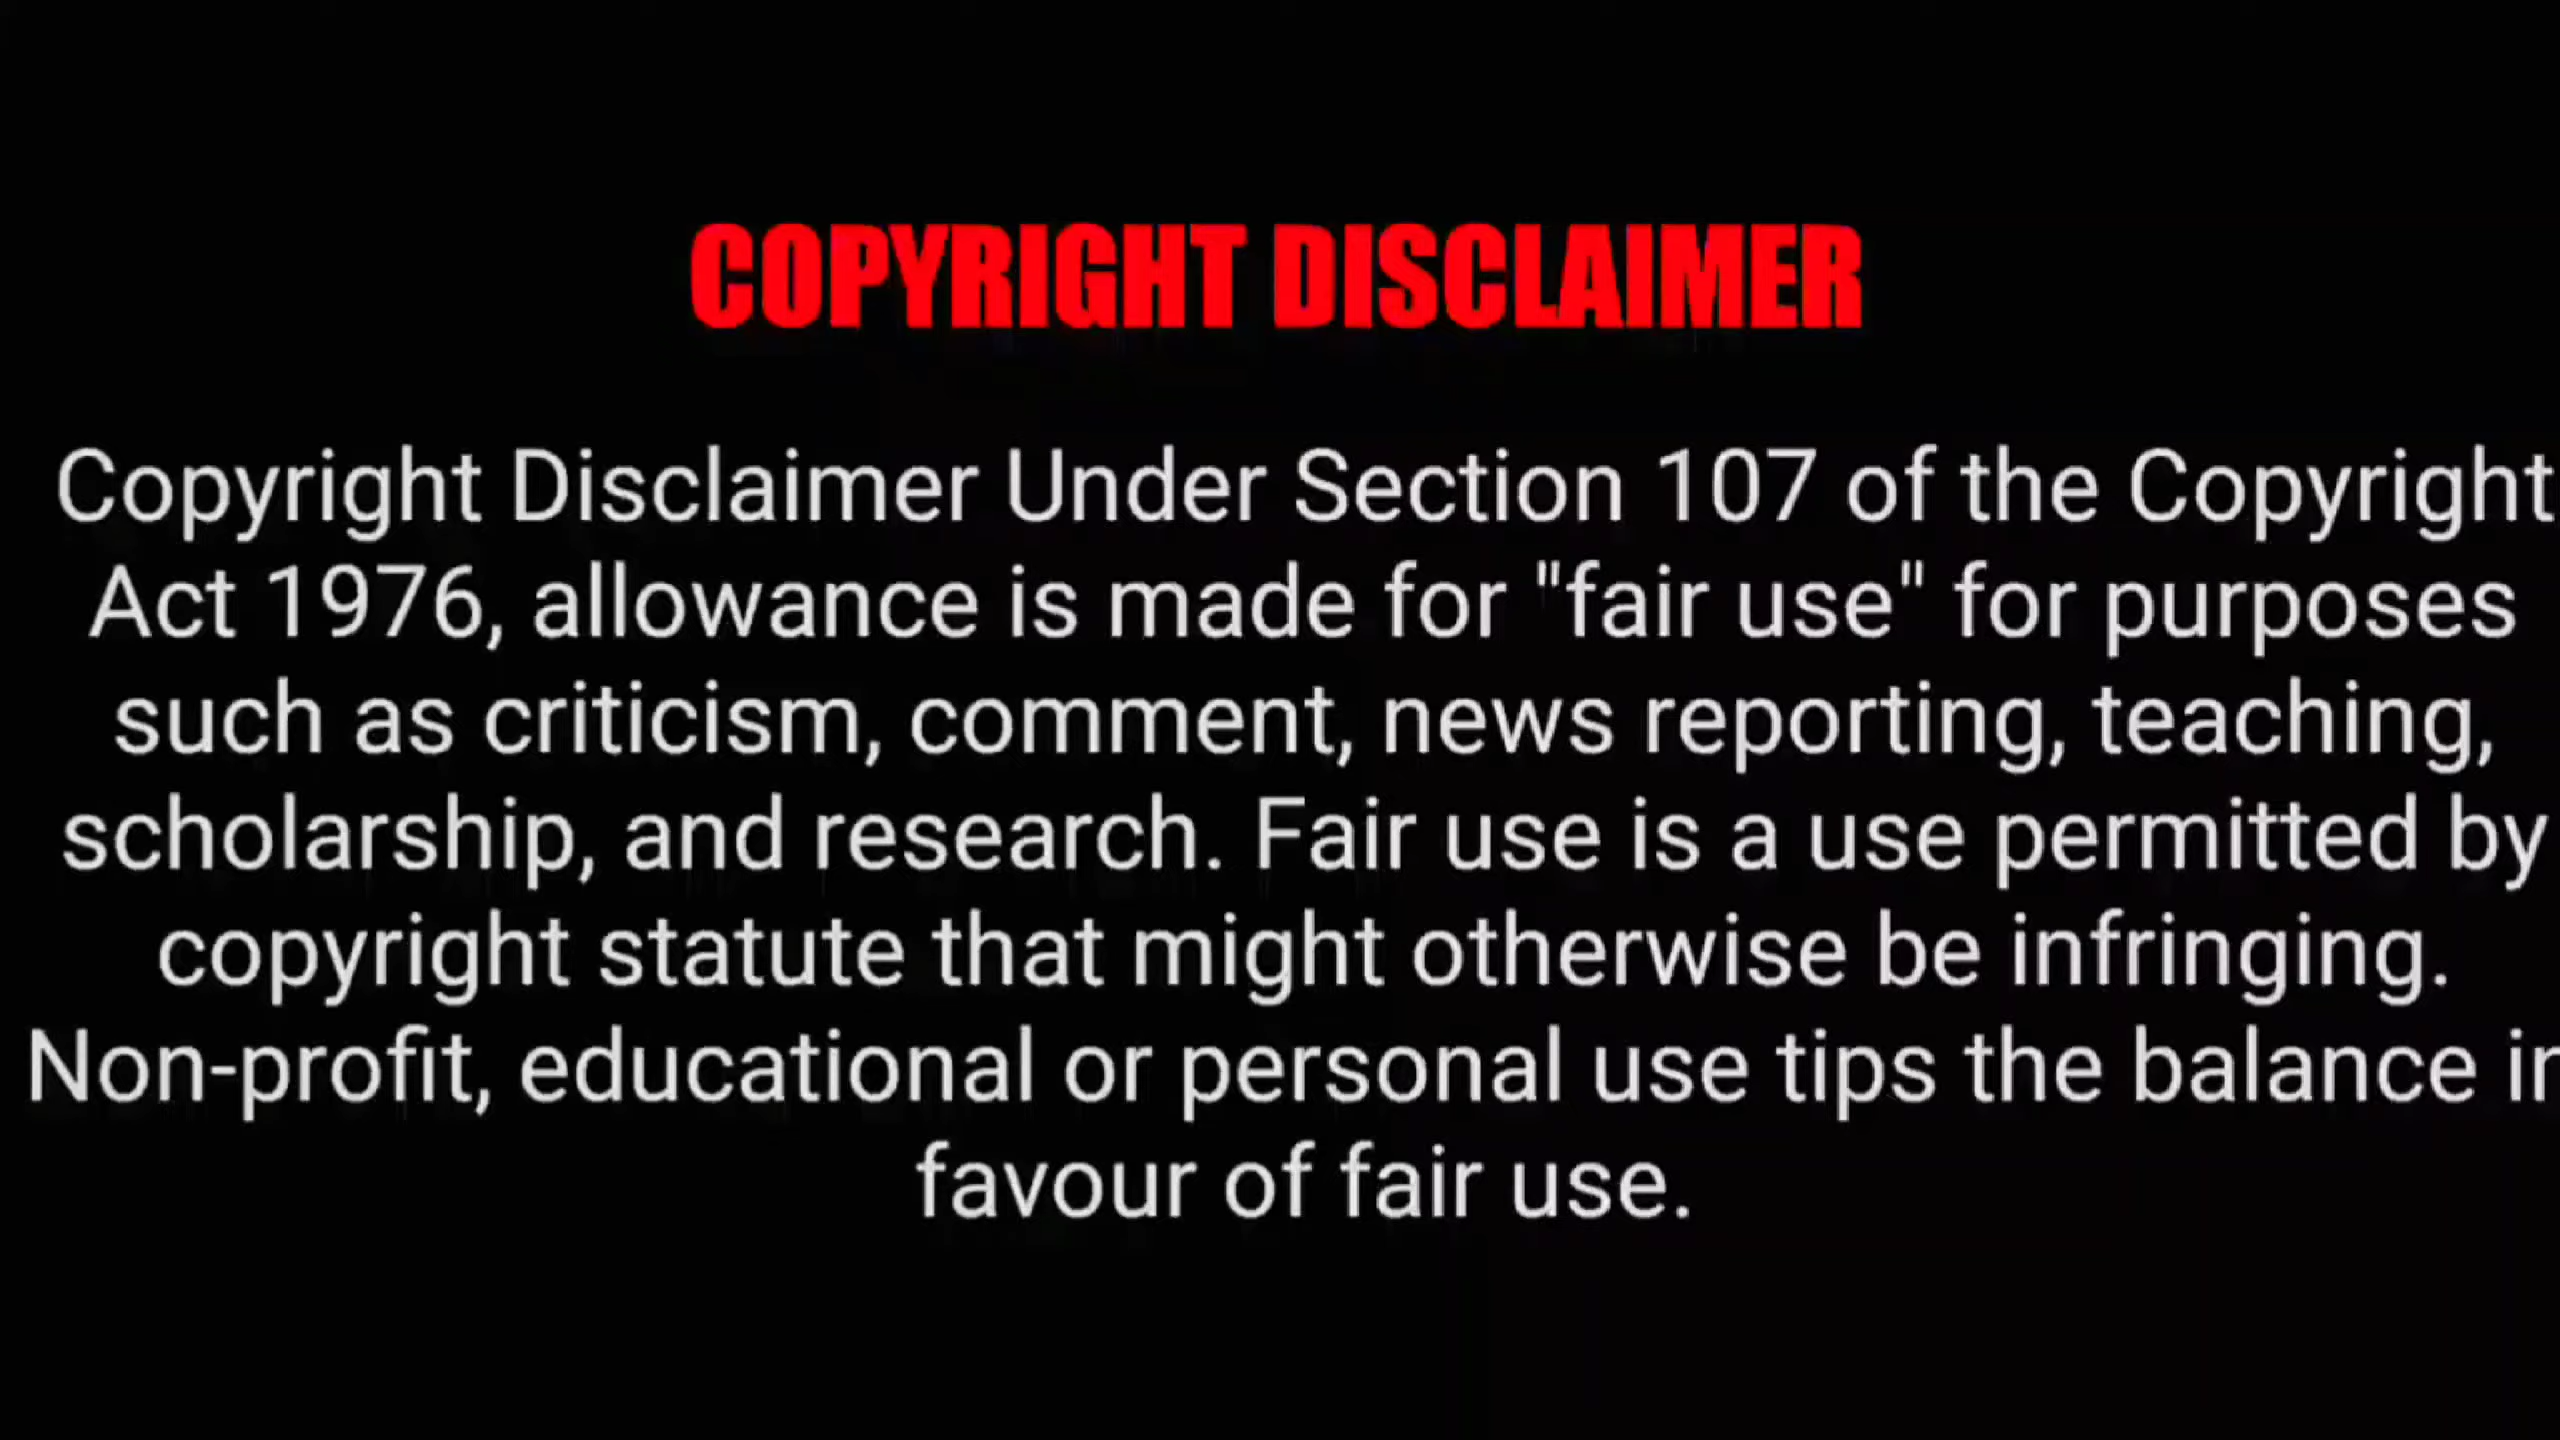 COPYRIGHT DISCLAIMER
Copyright Disclaimer Under Section 107 of the Copyright
Act 1976, allowance is made for "fair use" for purposes
such as criticism, comment, news reporting, teaching,
scholarship, and research. Fair use is a use permitted by
copyright statute that might otherwise be infringing.
Non-profit, educational or personal use tips the balance in
favour of fair use.